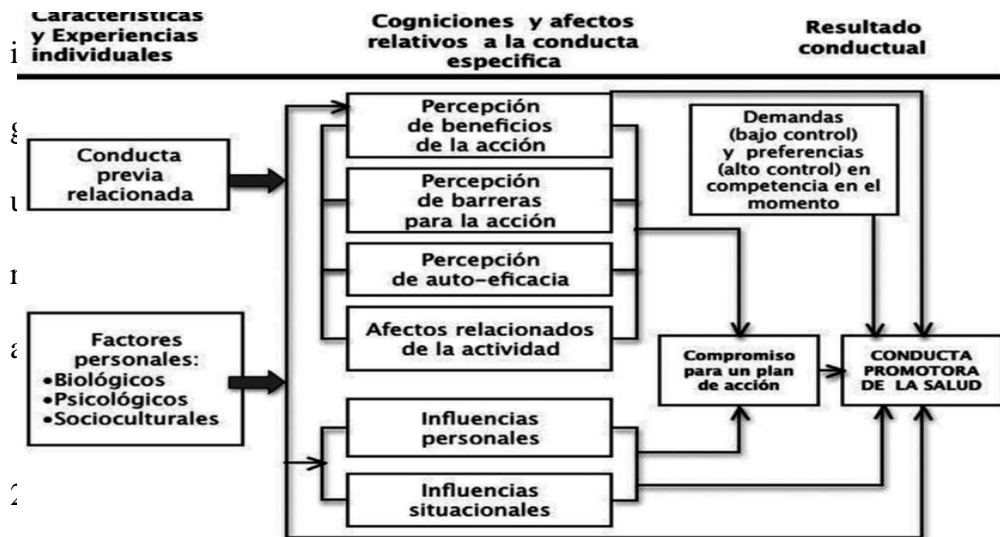 Características
y Experiencias
individuales
Cogniciones y afectos
relativos a la conducta
especifica
Resultado
conductual
Conducta
previa
relacionada
Factores
personales:
•Biológicos
•Psicológicos
•Socioculturales
Percepción
de beneficios
de la acción
Percepción
de barreras
para la acción
Percepción
de auto-eficacia
Afectos relacionados
de la actividad
Influencias
personales
Influencias
situacionales
Demandas
(bajo control)
y preferencias
(alto control) en
competencia en el
momento
Compromiso
para un plan
de acción
CONDUCTA
PROMOTORA
DE LA SALUD